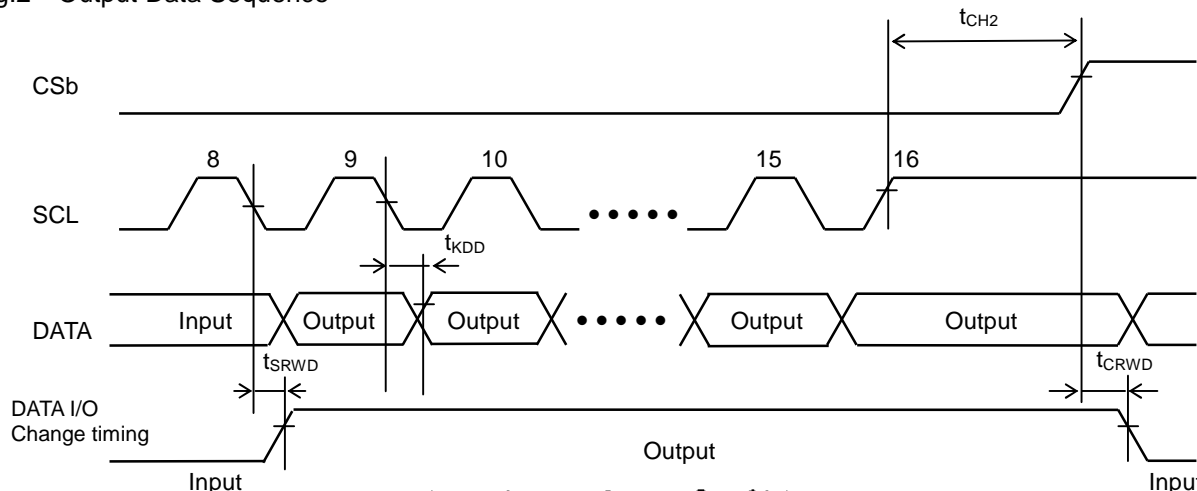 g.2 Output Data Sequence
tCH2
CSb
8 9 10 15 16
SCL
tKDD
DATA Input Output Output Output Output
tSRWD tCRWD
DATA I/O
Change timing
Output
Input Input